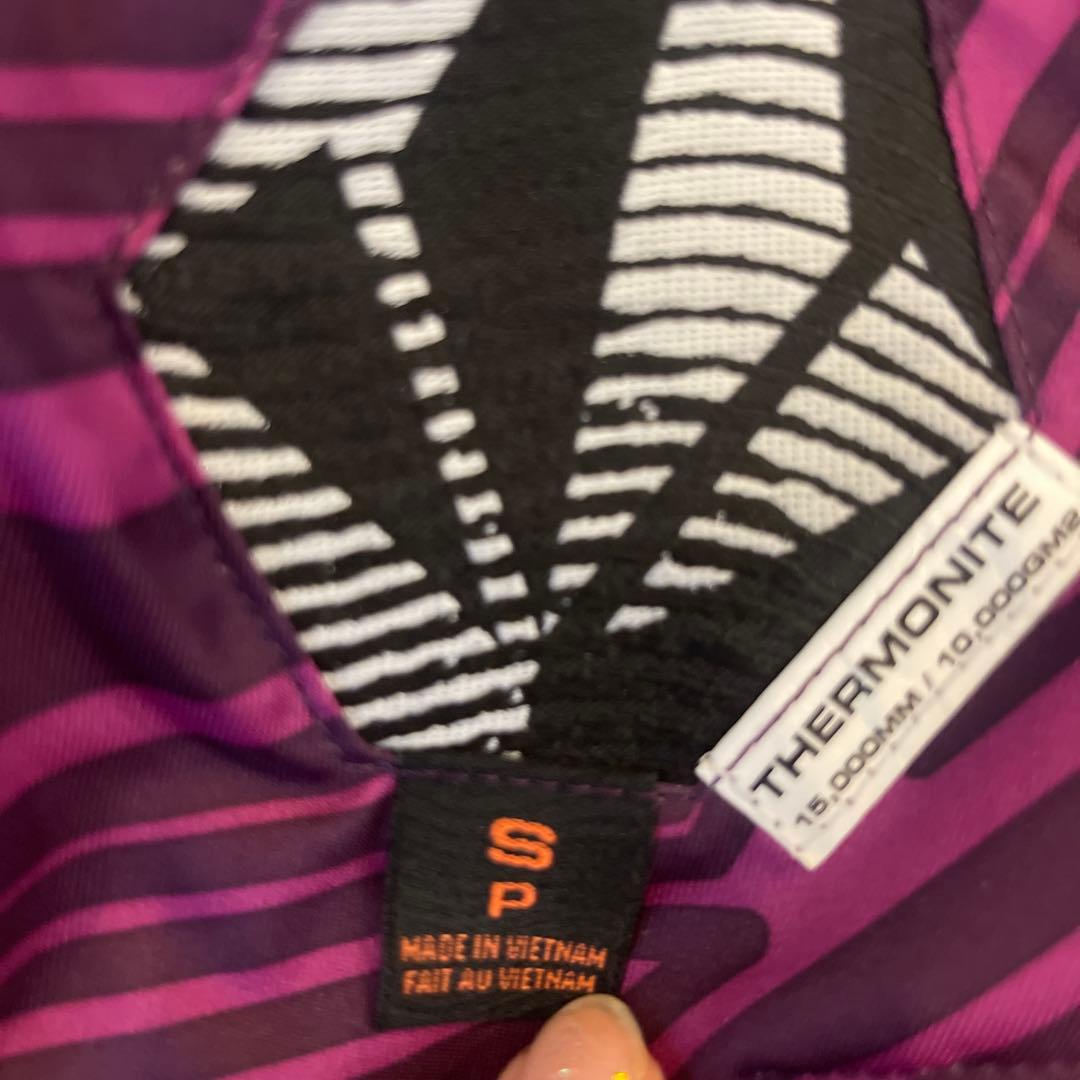 THERMONITE
15,000MM / 10,000GM2
S
P
MADE IN VIETNAM
FAIT AU VIETNAM